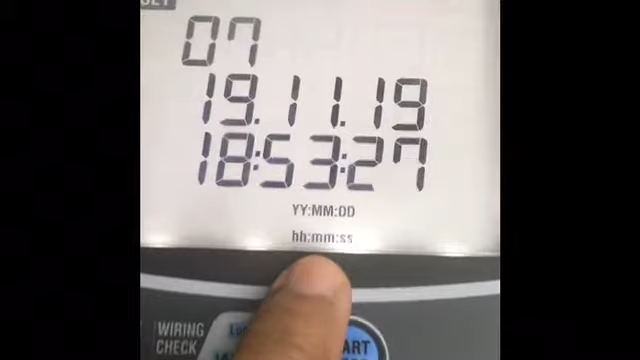 07
19.11.19
18:53:27
YY:MM:DD
hh:mm:ss
WIRING
CHECK